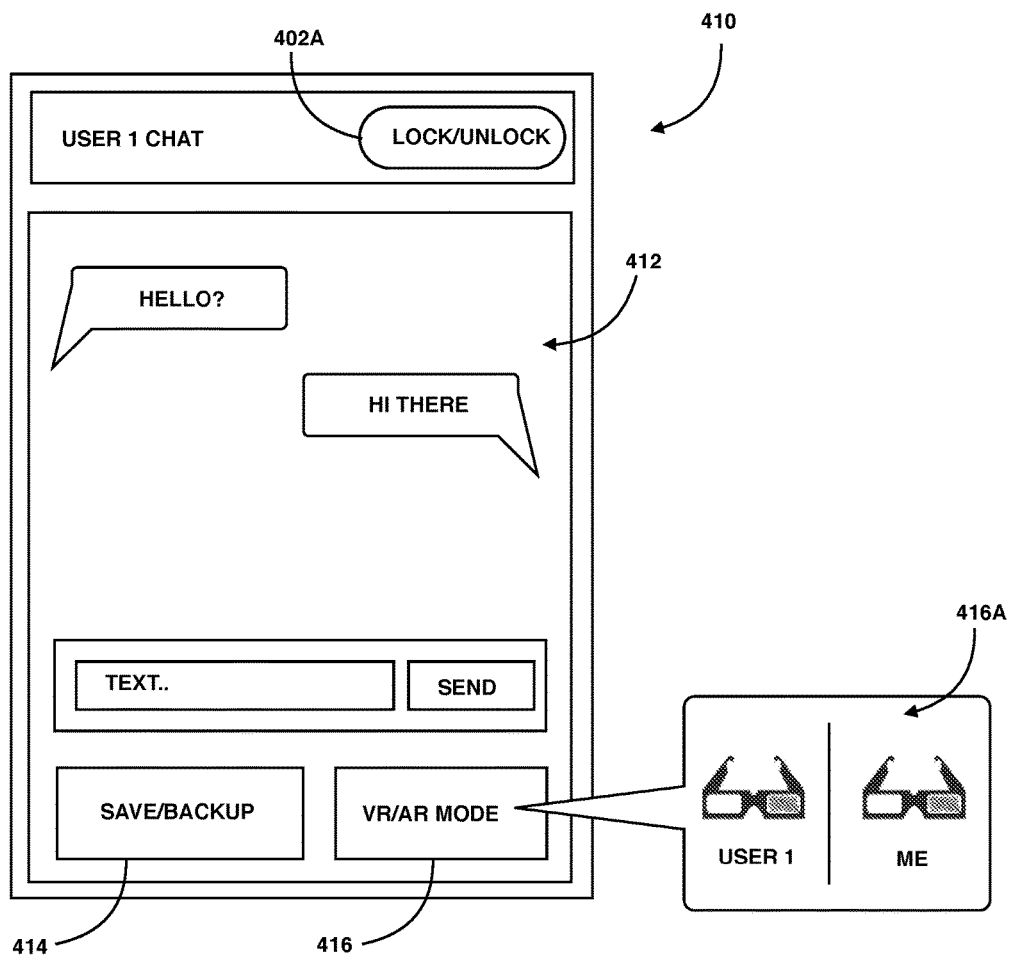 402A
410
USER 1 CHAT
LOCK/UNLOCK
412
HELLO?
HI THERE
416A
TEXT..
SEND
SAVE/BACKUP
VR/AR MODE
USER 1
ME
414
416